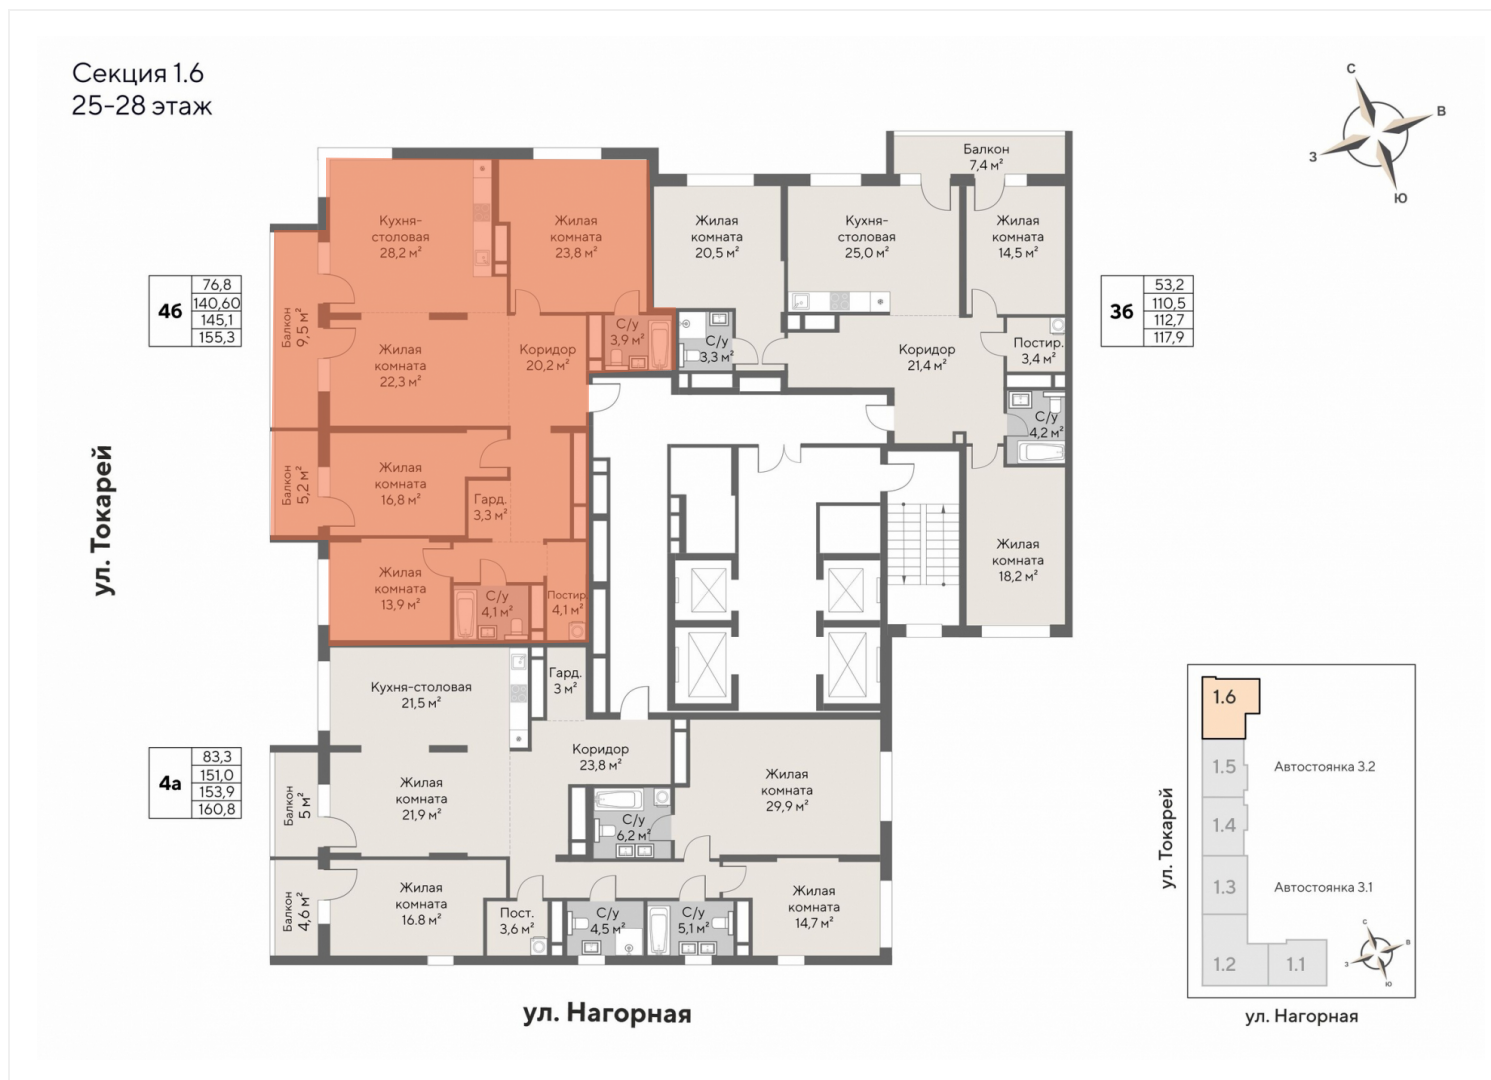 Секция 1.6
25-28 этаж
С
В
З
Ю
Балкон
7,4 м²
Кухня-
столовая
28,2 м²
Жилая
комната
23,8 м²
Жилая
комната
20,5 м²
Кухня-
столовая
25,0 м²
Жилая
комната
14,5 м²
4б
76,8
140,60
145,1
155,3
3б
53,2
110,5
112,7
117,9
Балкон
9,5 м²
Жилая
комната
22,3 м²
Коридор
20,2 м²
С/у
3,9 м²
С/у
3,3 м²
Коридор
21,4 м²
Постир.
3,4 м²
С/у
4,2 м²
ул. Токарей
Балкон
5,2 м²
Жилая
комната
16,8 м²
Гард.
3,3 м²
Жилая
комната
18,2 м²
Жилая
комната
13,9 м²
С/у
4,1 м²
Постир
4,1 м²
Кухня-столовая
21,5 м²
Гард.
3 м²
4а
83,3
151,0
153,9
160,8
Коридор
23,8 м²
Балкон
5 м²
Жилая
комната
21,9 м²
Жилая
комната
29,9 м²
С/у
6,2 м²
Балкон
4,6 м²
Жилая
комната
16.8 м²
Пост.
3,6 м²
С/у
4,5 м²
С/у
5,1 м²
Жилая
комната
14,7 м²
ул. Нагорная
1.6
1.5
Автостоянка 3.2
1.4
ул. Токарей
1.3
Автостоянка 3.1
1.2
1.1
С
В
З
Ю
ул. Нагорная